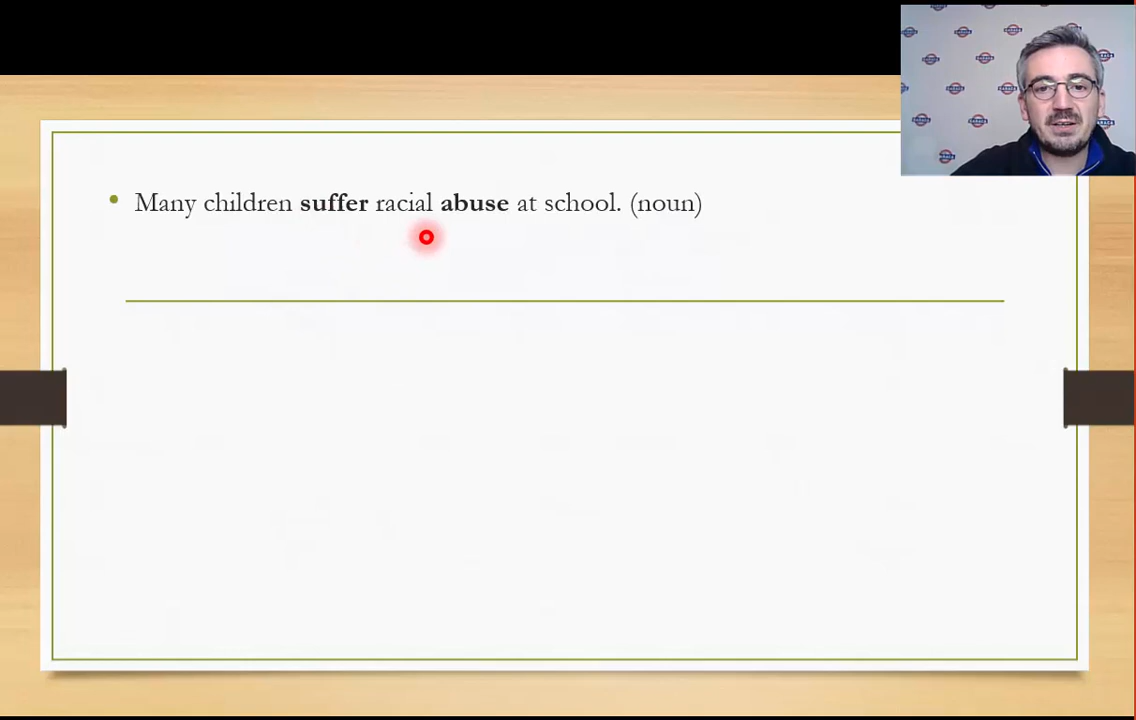 • Many children suffer racial abuse at school. (noun)